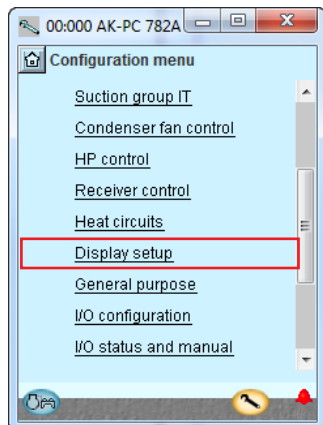 00:000 AK-PC 782A
Configuration menu
Suction group IT
Condenser fan control
HP control
Receiver control
Heat circuits
Display setup
General purpose
I/O configuration
I/O status and manual